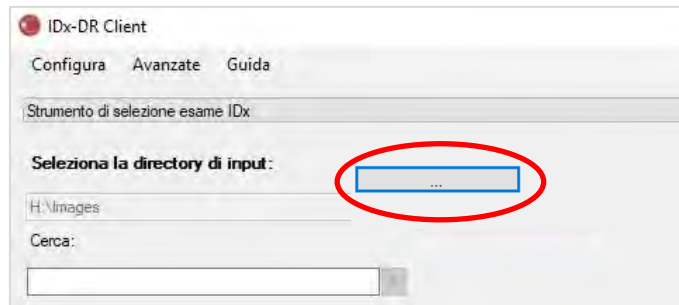 IDx-DR Client
Configura Avanzate Guida
Strumento di selezione esame IDx
Seleziona la directory di input:
...
H:\Images
Cerca: